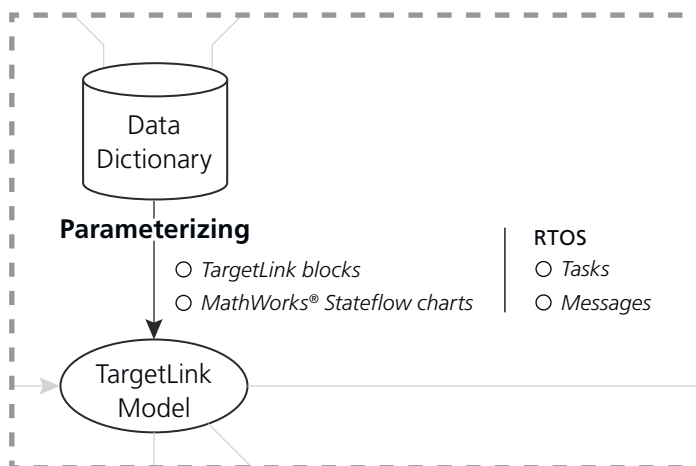 Data
Dictionary
Parameterizing
RTOS
○ TargetLink blocks
○ Tasks
○ MathWorks® Stateflow charts
○ Messages
TargetLink
Model